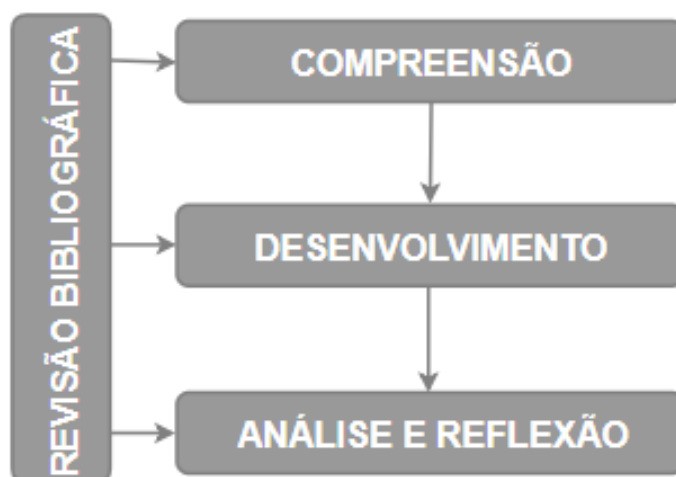 REVISÃO BIBLIOGRÁFICA
COMPREENSÃO
DESENVOLVIMENTO
ANÁLISE E REFLEXÃO